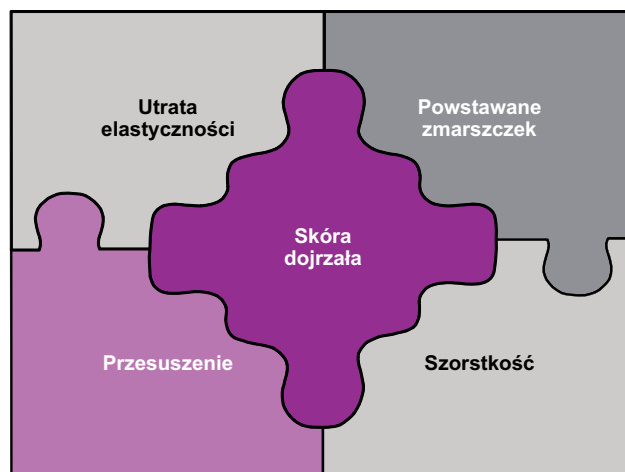 Utrata
elastyczności
Powstawane
zmarszczek
Skóra
dojrzała
Przesuszenie
Szorstkość